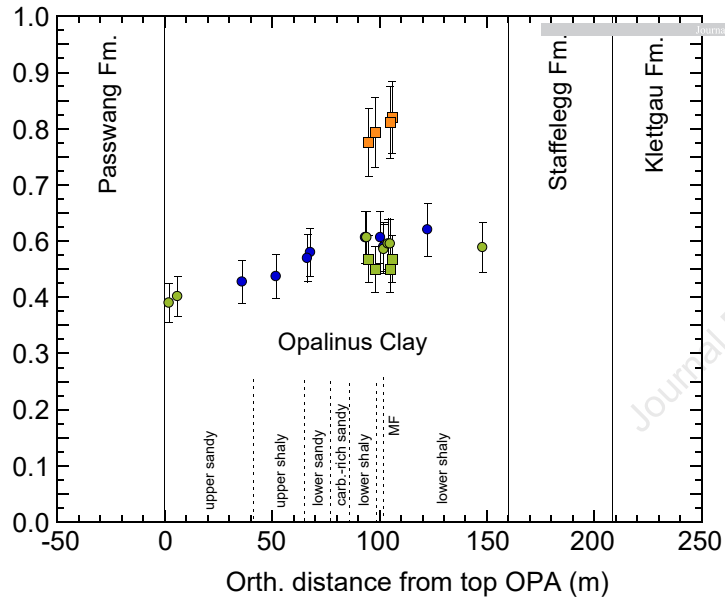 1.0
0.9
0.8
0.7
0.6
0.5
0.4
0.3
0.2
0.1
0.0
Passwang Fm.
Staffelegg Fm.
Klettgau Fm.
Journal
Opalinus Clay
upper sandy
upper shaly
lower sandy
carb.-rich sandy
lower shaly
MF
lower shaly
Journal
-50
0
50
100
150
200
250
Orth. distance from top OPA (m)